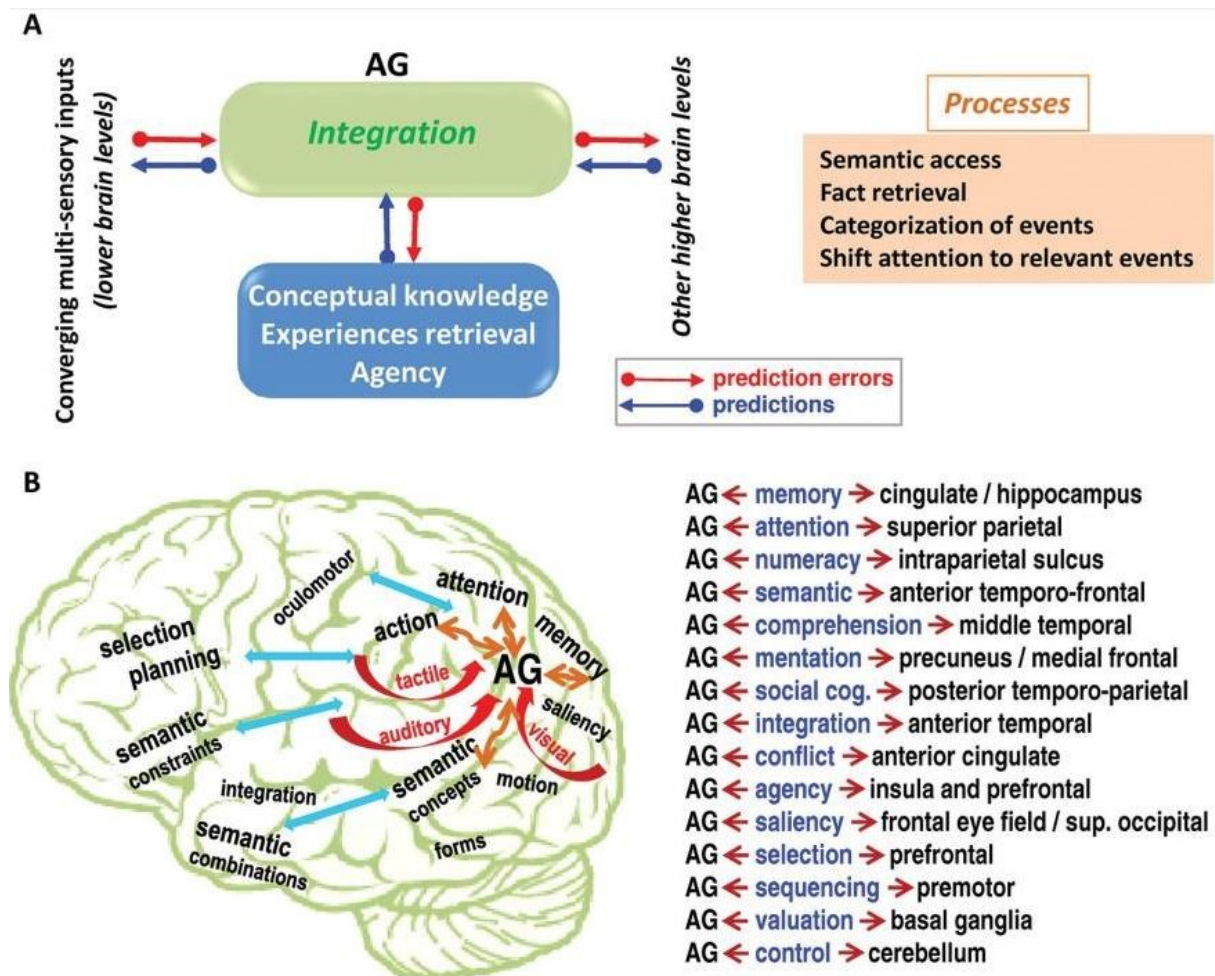 A
AG
Integration
Converging multi-sensory inputs
(lower brain levels)
Conceptual knowledge
Experiences retrieval
Agency
Other higher brain levels
Processes
Semantic access
Fact retrieval
Categorization of events
Shift attention to relevant events
prediction errors
predictions
B
oculomotor
attention
selection
planning
action
memory
AG
tactile
auditory
visual
saliency
semantic
constraints
semantic
concepts
motion
integration
semantic
combinations
forms
AG memory cingulate / hippocampus
AG attention superior parietal
AG numeracy intraparietal sulcus
AG semantic anterior temporo-frontal
AG comprehension middle temporal
AG mentation precuneus / medial frontal
AG social cog. posterior temporo-parietal
AG integration anterior temporal
AG conflict anterior cingulate
AG agency insula and prefrontal
AG saliency frontal eye field / sup. occipital
AG selection prefrontal
AG sequencing premotor
AG valuation basal ganglia
AG control cerebellum